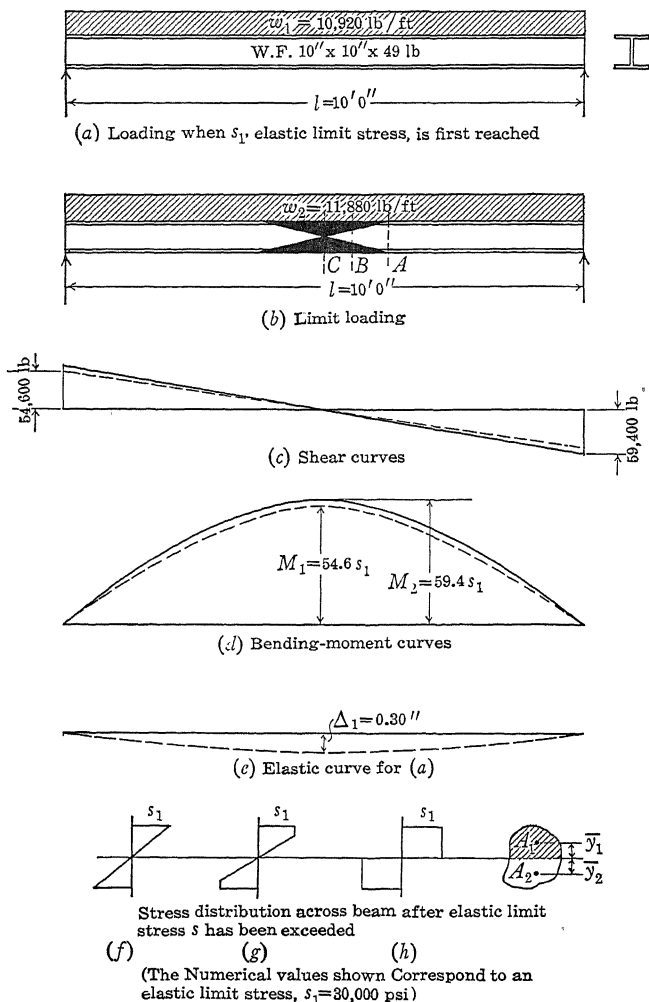 w₁ = 10,920 lb/ft
W.F. 10″ x 10″ x 49 lb
l = 10′ 0″
(a) Loading when s₁, elastic limit stress, is first reached
w₂ = 11,880 lb/ft
C B A
l = 10′ 0″
(b) Limit loading
54,600 lb
59,400 lb
(c) Shear curves
M₁ = 54.6 s₁
M₂ = 59.4 s₁
(d) Bending-moment curves
Δ₁ = 0.30″
(e) Elastic curve for (a)
s₁ s₁ s₁
A₁ y̅₁
A₂ y̅₂
Stress distribution across beam after elastic limit
stress s has been exceeded
(f) (g) (h)
(The Numerical values shown Correspond to an
elastic limit stress, s₁=30,000 psi)